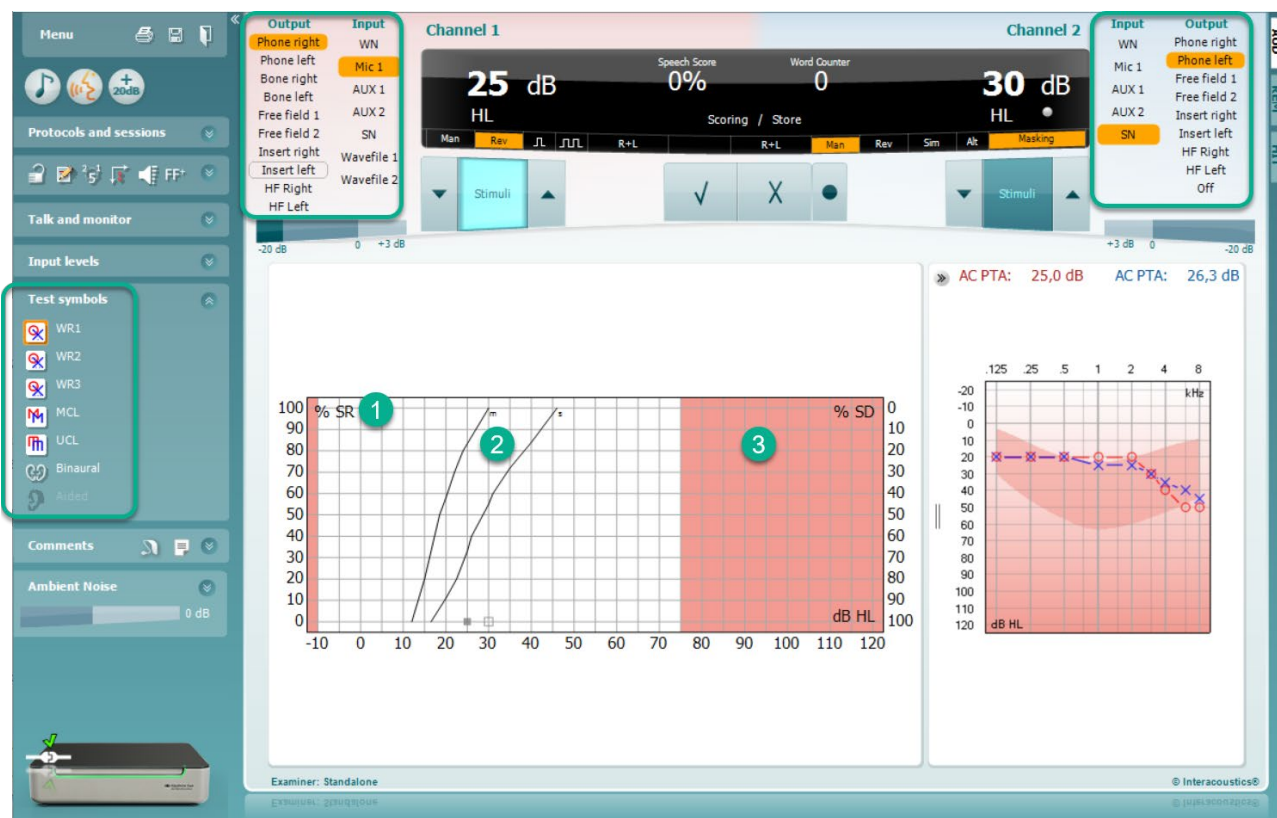 Menu
20dB
Protocols and sessions
FF+
Talk and monitor
Input levels
Test symbols
WR1
WR2
WR3
MCL
UCL
Binaural
Aided
Comments
Ambient Noise
0 dB
Output Input
Phone right WN
Phone left Mic 1
Bone right AUX 1
Bone left AUX 2
Free field 1 SN
Free field 2 Wavefile 1
Insert right Wavefile 2
Insert left
HF Right
HF Left
-20 dB 0 +3 dB
Channel 1 Channel 2
Speech Score Word Counter
25 dB 0% 0 30 dB
HL Scoring / Store HL
Man Rev R+L R+L Man Rev Sim Alt Masking
Stimuli √ X Stimuli
Input Output
WN Phone right
Mic 1 Phone left
AUX 1 Free field 1
AUX 2 Free field 2
SN Insert right
Insert left
HF Right
HF Left
Off
+3 dB 0 -20 dB
% SR 1 % SD
2 3
m s
100 90 80 70 60 50 40 30 20 10 0
0 10 20 30 40 50 60 70 80 90 100
dB HL
-10 0 10 20 30 40 50 60 70 80 90 100 110 120
AC PTA: 25,0 dB AC PTA: 26,3 dB
.125 .25 .5 1 2 4 8
kHz
-20
-10
0
10
20
30
40
50
60
70
80
90
100
110
120
dB HL
Examiner: Standalone © Interacoustics®